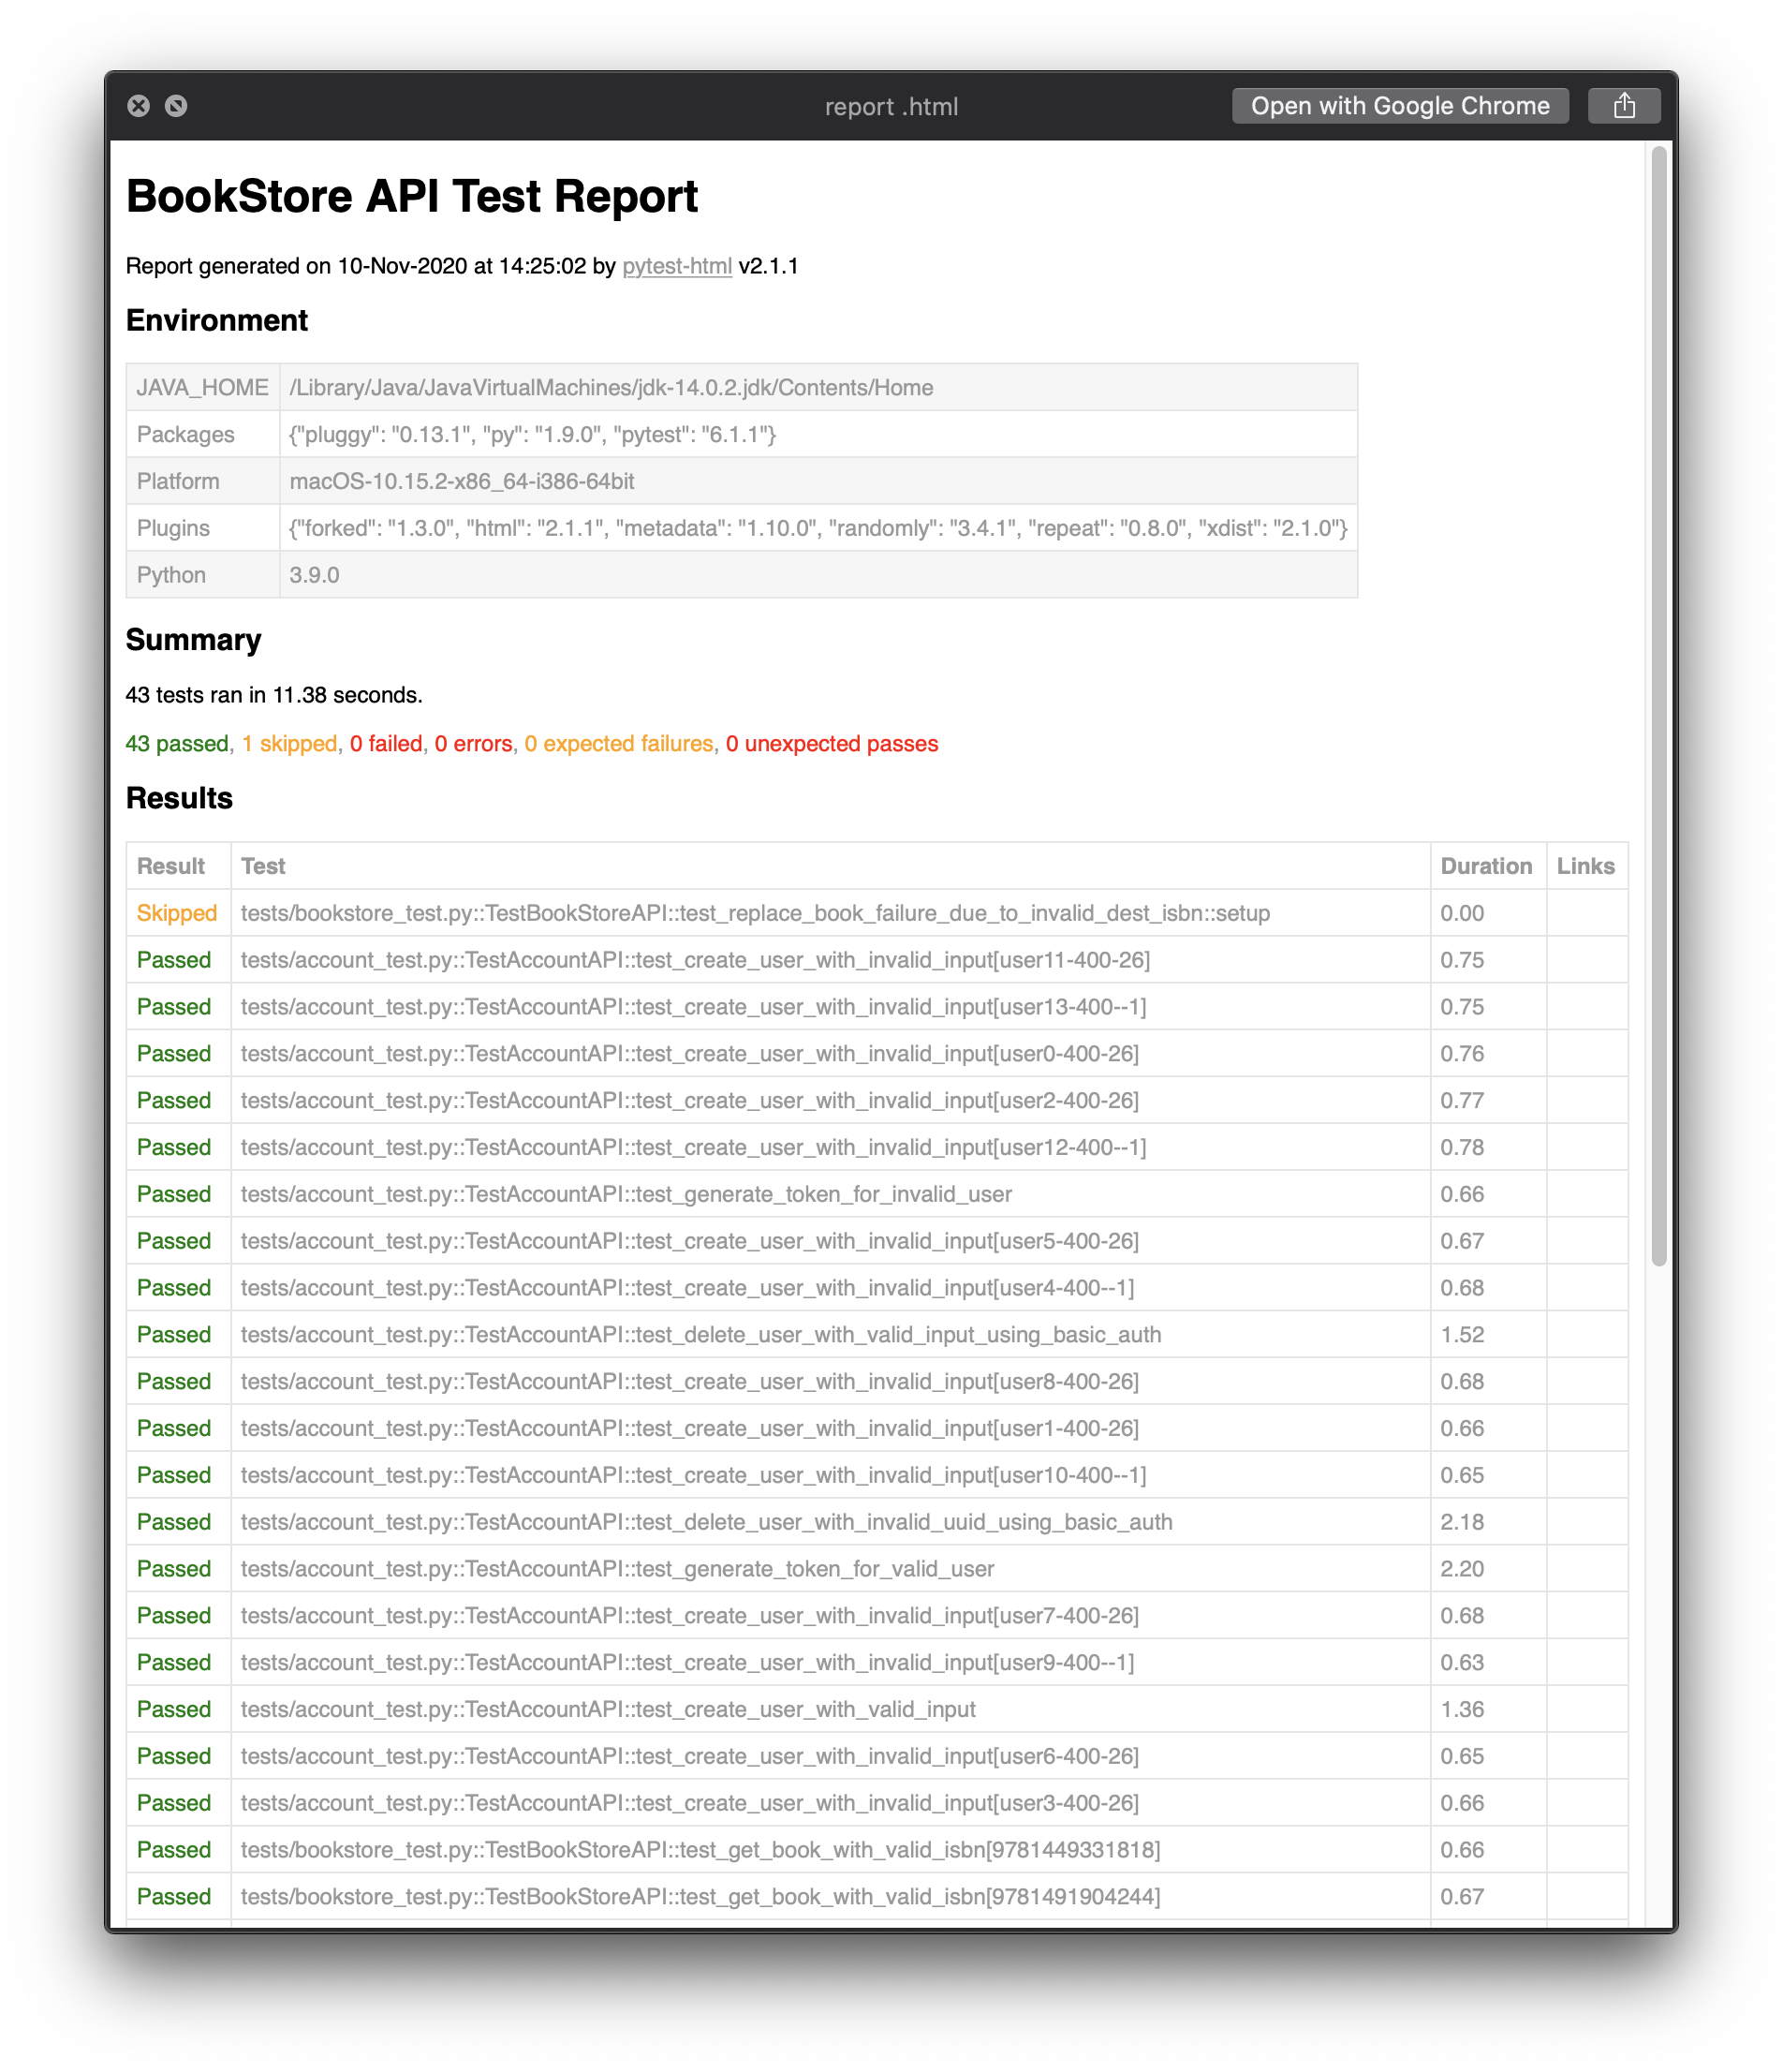 report .html
Open with Google Chrome
BookStore API Test Report
Report generated on 10-Nov-2020 at 14:25:02 by pytest-html v2.1.1
Environment
JAVA_HOME /Library/Java/JavaVirtualMachines/jdk-14.0.2.jdk/Contents/Home
Packages {"pluggy": "0.13.1", "py": "1.9.0", "pytest": "6.1.1"}
Platform macOS-10.15.2-x86_64-i386-64bit
Plugins {"forked": "1.3.0", "html": "2.1.1", "metadata": "1.10.0", "randomly": "3.4.1", "repeat": "0.8.0", "xdist": "2.1.0"}
Python 3.9.0
Summary
43 tests ran in 11.38 seconds.
43 passed, 1 skipped, 0 failed, 0 errors, 0 expected failures, 0 unexpected passes
Results
Result Test Duration Links
Skipped tests/bookstore_test.py::TestBookStoreAPI::test_replace_book_failure_due_to_invalid_dest_isbn::setup 0.00
Passed tests/account_test.py::TestAccountAPI::test_create_user_with_invalid_input[user11-400-26] 0.75
Passed tests/account_test.py::TestAccountAPI::test_create_user_with_invalid_input[user13-400--1] 0.75
Passed tests/account_test.py::TestAccountAPI::test_create_user_with_invalid_input[user0-400-26] 0.76
Passed tests/account_test.py::TestAccountAPI::test_create_user_with_invalid_input[user2-400-26] 0.77
Passed tests/account_test.py::TestAccountAPI::test_create_user_with_invalid_input[user12-400--1] 0.78
Passed tests/account_test.py::TestAccountAPI::test_generate_token_for_invalid_user 0.66
Passed tests/account_test.py::TestAccountAPI::test_create_user_with_invalid_input[user5-400-26] 0.67
Passed tests/account_test.py::TestAccountAPI::test_create_user_with_invalid_input[user4-400--1] 0.68
Passed tests/account_test.py::TestAccountAPI::test_delete_user_with_valid_input_using_basic_auth 1.52
Passed tests/account_test.py::TestAccountAPI::test_create_user_with_invalid_input[user8-400-26] 0.68
Passed tests/account_test.py::TestAccountAPI::test_create_user_with_invalid_input[user1-400-26] 0.66
Passed tests/account_test.py::TestAccountAPI::test_create_user_with_invalid_input[user10-400--1] 0.65
Passed tests/account_test.py::TestAccountAPI::test_delete_user_with_invalid_uuid_using_basic_auth 2.18
Passed tests/account_test.py::TestAccountAPI::test_generate_token_for_valid_user 2.20
Passed tests/account_test.py::TestAccountAPI::test_create_user_with_invalid_input[user7-400-26] 0.68
Passed tests/account_test.py::TestAccountAPI::test_create_user_with_invalid_input[user9-400--1] 0.63
Passed tests/account_test.py::TestAccountAPI::test_create_user_with_valid_input 1.36
Passed tests/account_test.py::TestAccountAPI::test_create_user_with_invalid_input[user6-400-26] 0.65
Passed tests/account_test.py::TestAccountAPI::test_create_user_with_invalid_input[user3-400-26] 0.66
Passed tests/bookstore_test.py::TestBookStoreAPI::test_get_book_with_valid_isbn[9781449331818] 0.66
Passed tests/bookstore_test.py::TestBookStoreAPI::test_get_book_with_valid_isbn[9781491904244] 0.67